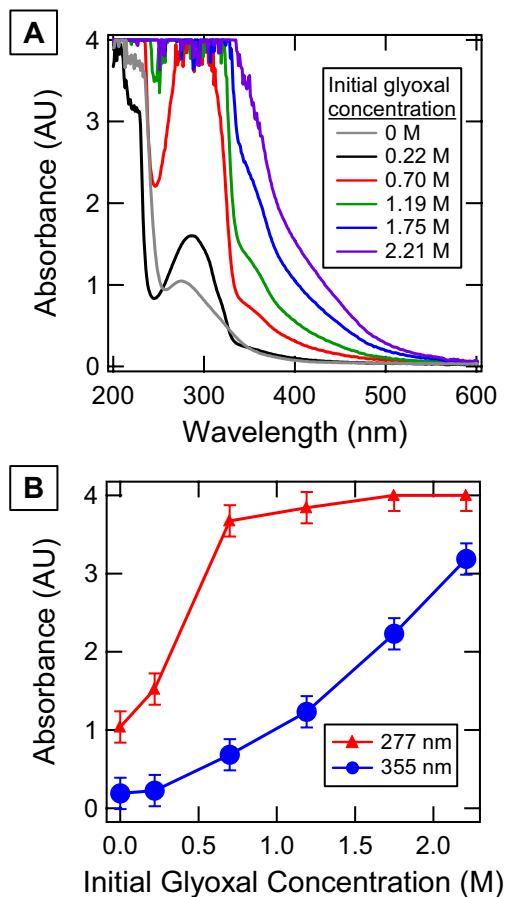 A
Absorbance (AU)
4
3
2
1
0
Initial glyoxal
concentration
0 M
0.22 M
0.70 M
1.19 M
1.75 M
2.21 M
200
300
400
500
600
Wavelength (nm)
B
Absorbance (AU)
4
3
2
1
0
277 nm
355 nm
0.0
0.5
1.0
1.5
2.0
Initial Glyoxal Concentration (M)